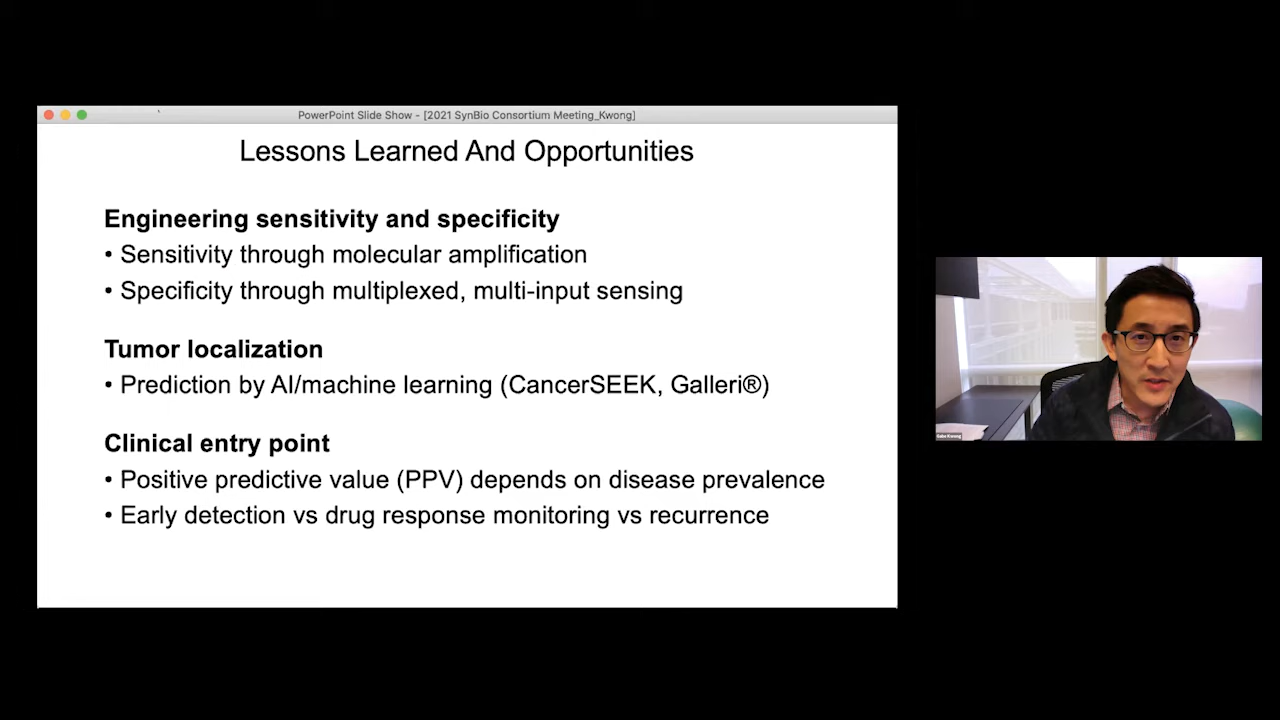 PowerPoint Slide Show - [2021 SynBio Consortium Meeting_Kwong]
Lessons Learned And Opportunities
Engineering sensitivity and specificity
• Sensitivity through molecular amplification
• Specificity through multiplexed, multi-input sensing
Tumor localization
• Prediction by AI/machine learning (CancerSEEK, Galleri®)
Clinical entry point
• Positive predictive value (PPV) depends on disease prevalence
• Early detection vs drug response monitoring vs recurrence
Gabe Kwong